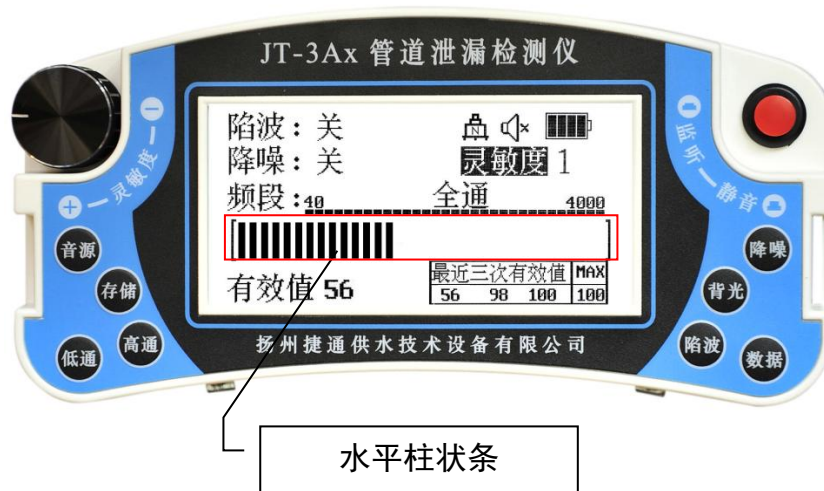 JT-3Ax 管道泄漏检测仪
陷波：关
降噪：关
灵敏度 1
频段：40 全通 4000
有效值 56
最近三次有效值 MAX
56 98 100 100
灵敏度
监听 静音
音源
存储
低通
高通
降噪
背光
陷波
数据
扬州捷通供水技术设备有限公司
水平柱状条